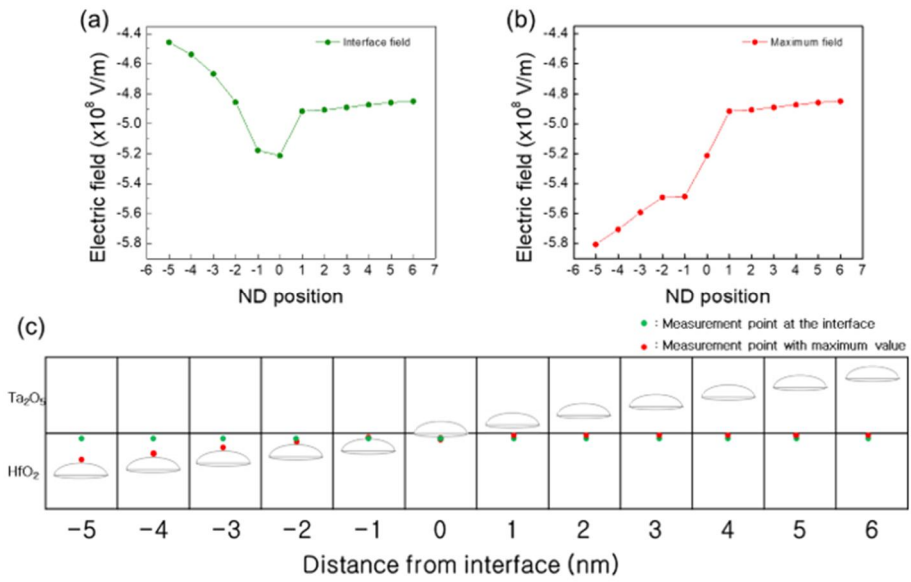 (a)
Interface field
Electric field (x10⁸ V/m)
-4.4
-4.6
-4.8
-5.0
-5.2
-5.4
-5.6
-5.8
-6 -5 -4 -3 -2 -1 0 1 2 3 4 5 6 7
ND position
(b)
Maximum field
Electric field (x10⁸ V/m)
-4.4
-4.6
-4.8
-5.0
-5.2
-5.4
-5.6
-5.8
-6 -5 -4 -3 -2 -1 0 1 2 3 4 5 6 7
ND position
(c)
: Measurement point at the interface
: Measurement point with maximum value
Ta₂O₅
HfO₂
-5 -4 -3 -2 -1 0 1 2 3 4 5 6
Distance from interface (nm)